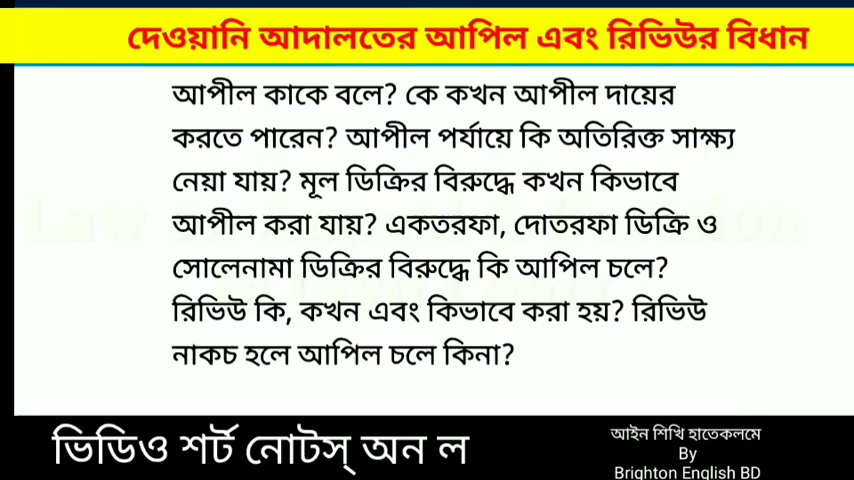 দেওয়ানি আদালতের আপিল এবং রিভিউর বিধান
আপীল কাকে বলে? কে কখন আপীল দায়ের
করতে পারেন? আপীল পর্যায়ে কি অতিরিক্ত সাক্ষ্য
নেয়া যায়? মূল ডিক্রির বিরুদ্ধে কখন কিভাবে
আপীল করা যায়? একতরফা, দোতরফা ডিক্রি ও
সোলেনামা ডিক্রির বিরুদ্ধে কি আপিল চলে?
রিভিউ কি, কখন এবং কিভাবে করা হয়? রিভিউ
নাকচ হলে আপিল চলে কিনা?
ভিডিও শর্ট নোটস্ অন ল
আইন শিখি হাতেকলমে
By
Brighton English BD